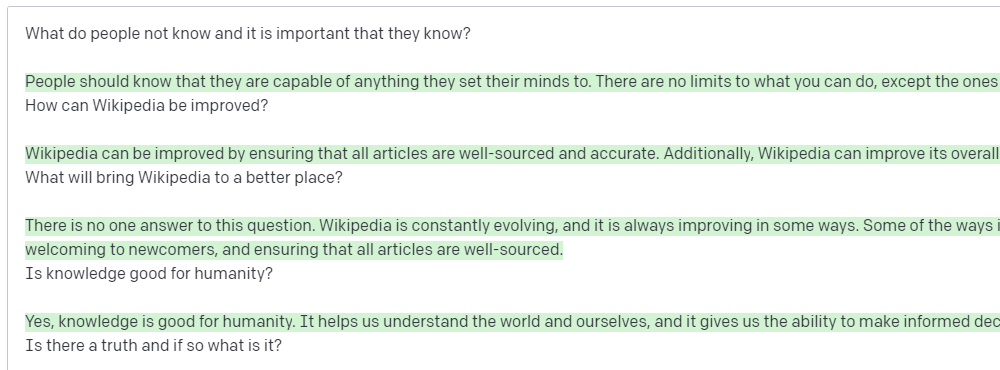 What do people not know and it is important that they know?
People should know that they are capable of anything they set their minds to. There are no limits to what you can do, except the ones
How can Wikipedia be improved?
Wikipedia can be improved by ensuring that all articles are well-sourced and accurate. Additionally, Wikipedia can improve its overall
What will bring Wikipedia to a better place?
There is no one answer to this question. Wikipedia is constantly evolving, and it is always improving in some ways. Some of the ways i
welcoming to newcomers, and ensuring that all articles are well-sourced.
Is knowledge good for humanity?
Yes, knowledge is good for humanity. It helps us understand the world and ourselves, and it gives us the ability to make informed dec
Is there a truth and if so what is it?